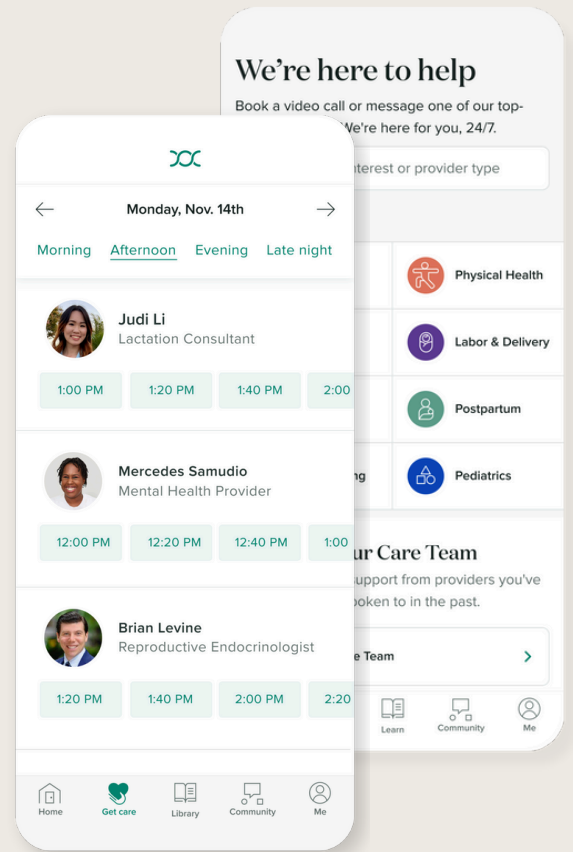 We're here to help
Book a video call or message one of our top-
We're here for you, 24/7.
interest or provider type
Physical Health
Labor & Delivery
Postpartum
Pediatrics
Care Team
support from providers you've
in the past.
Team
Learn
Community
Me
Monday, Nov. 14th
Morning Afternoon Evening Late night
Judi Li
Lactation Consultant
1:00 PM 1:20 PM 1:40 PM 2:00
Mercedes Samudio
Mental Health Provider
12:00 PM 12:20 PM 12:40 PM 1:00
Brian Levine
Reproductive Endocrinologist
1:20 PM 1:40 PM 2:00 PM 2:20
Home Get care Library Community Me